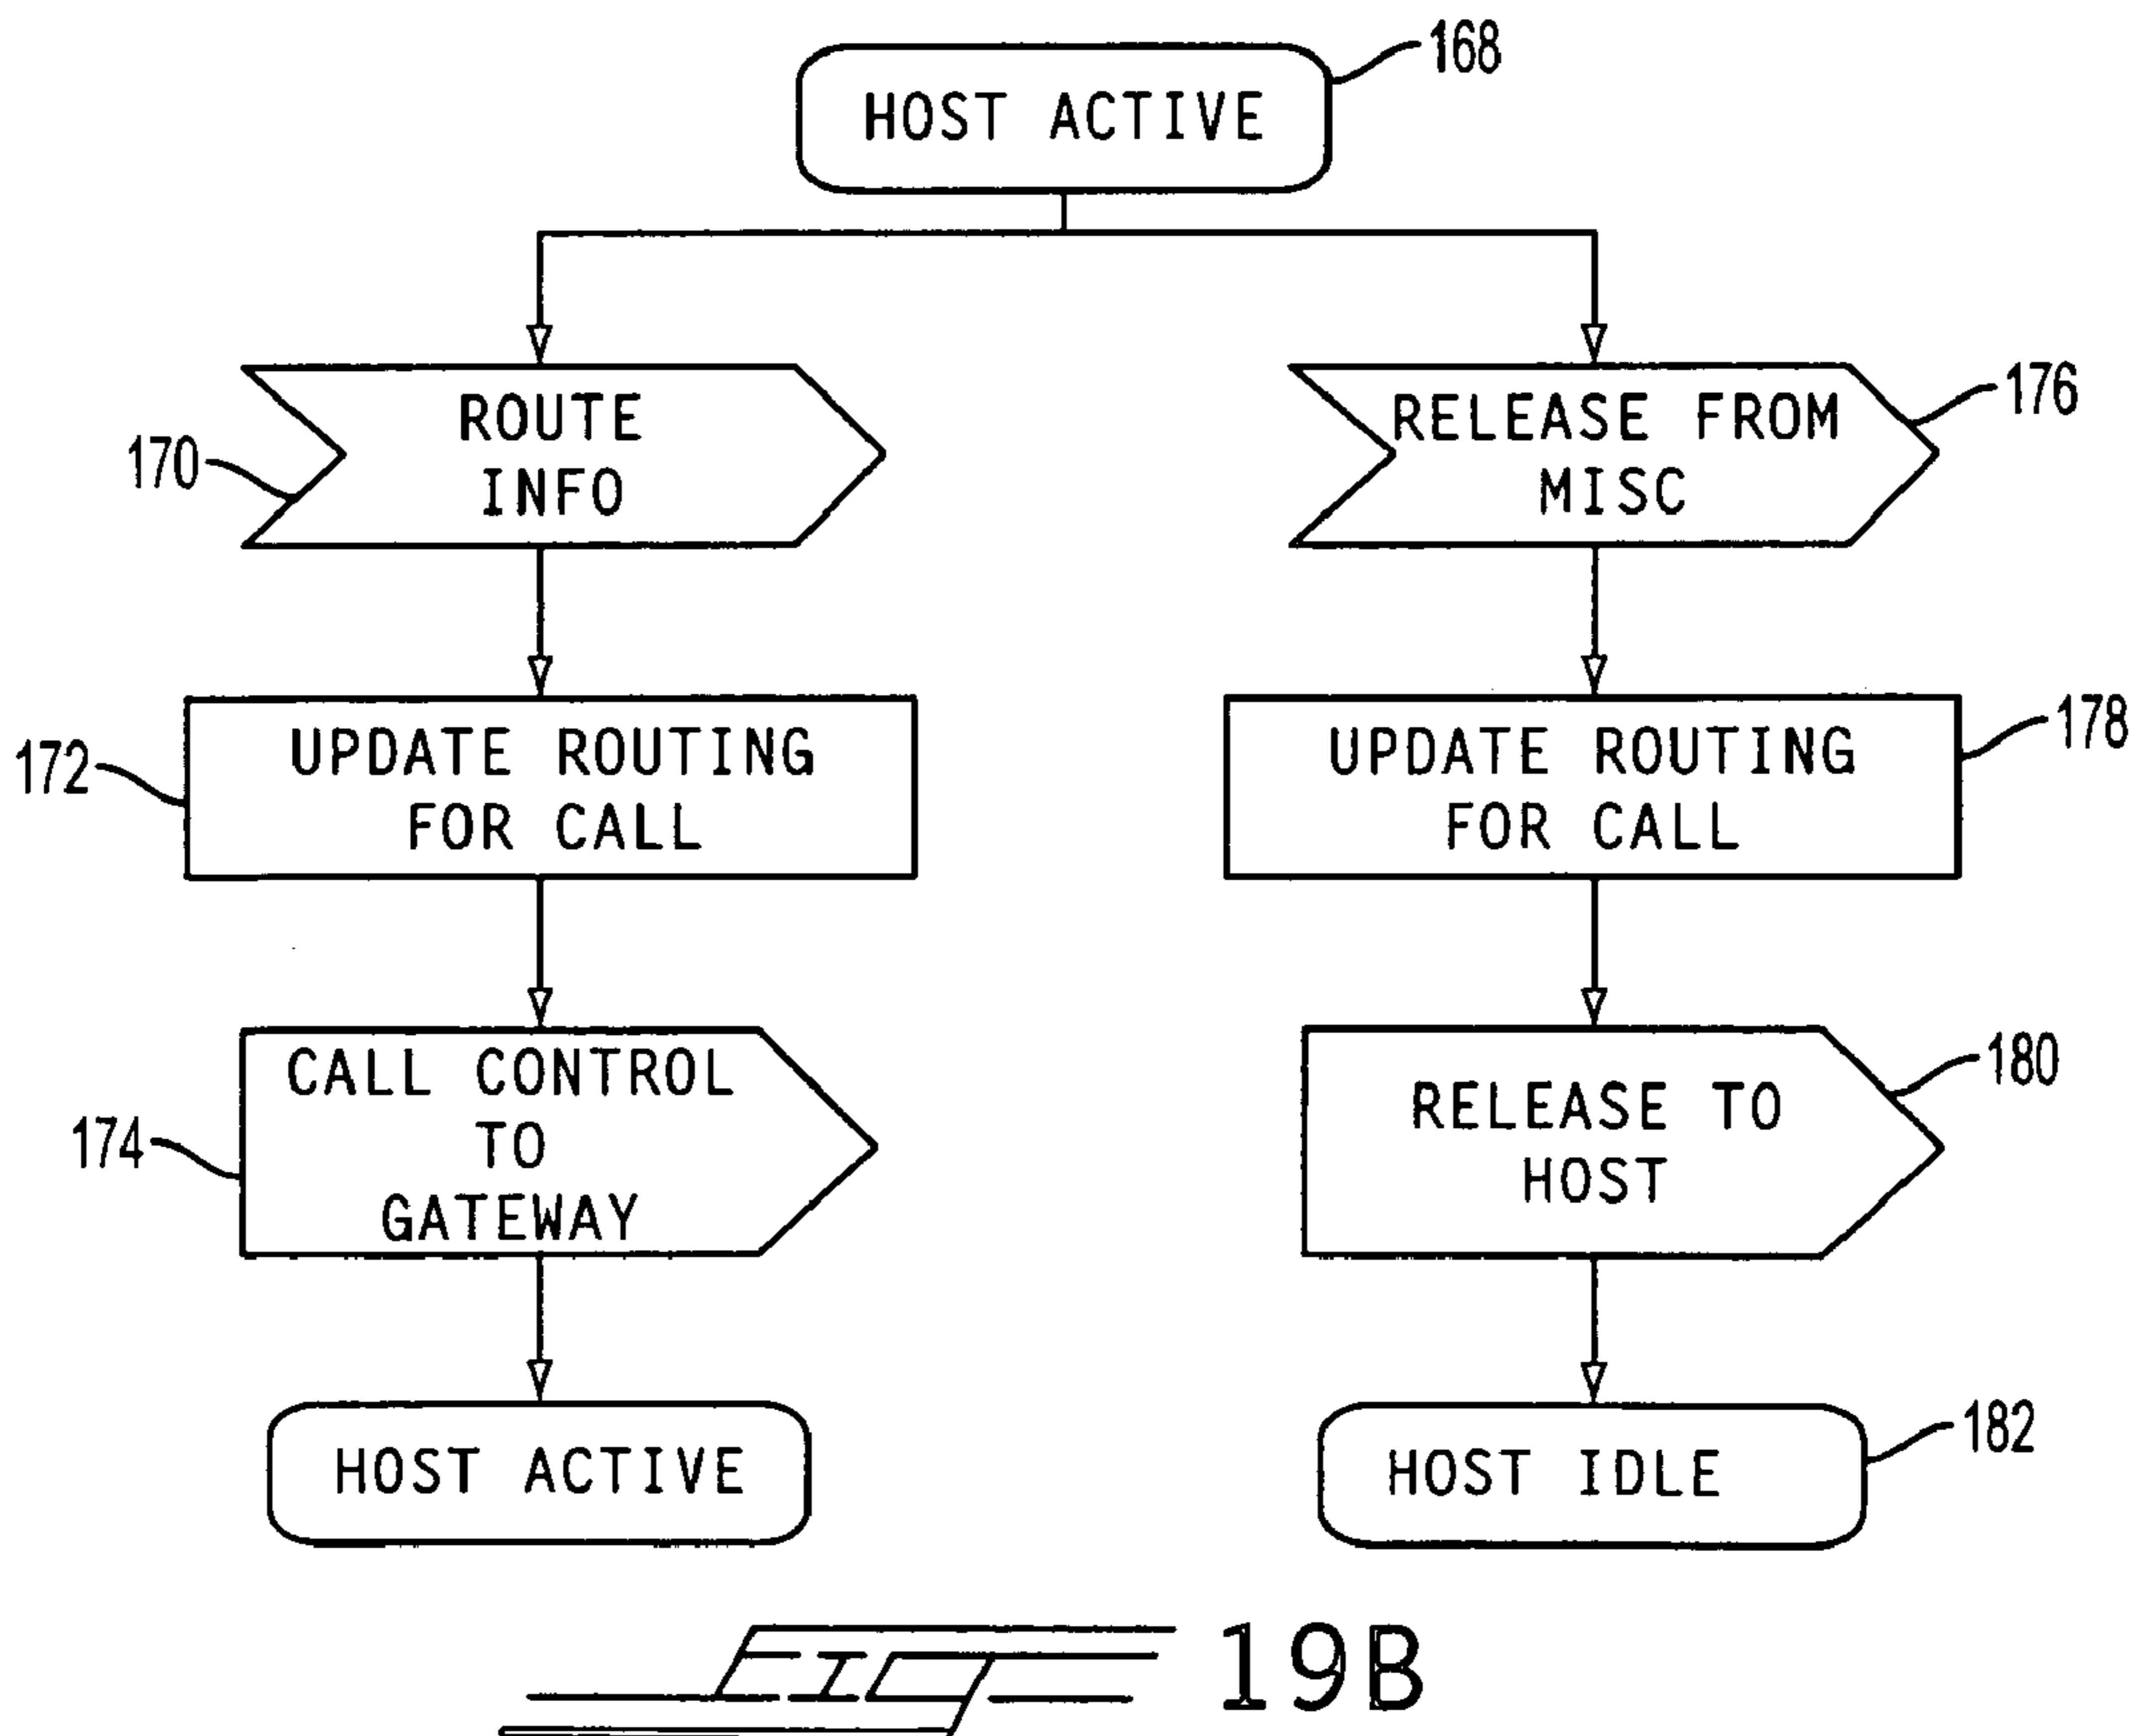 168
HOST ACTIVE
ROUTE
INFO
170
RELEASE FROM
MISC
176
UPDATE ROUTING
FOR CALL
172
UPDATE ROUTING
FOR CALL
178
CALL CONTROL
TO
GATEWAY
174
RELEASE TO
HOST
180
HOST ACTIVE
HOST IDLE
182
FIG 19B